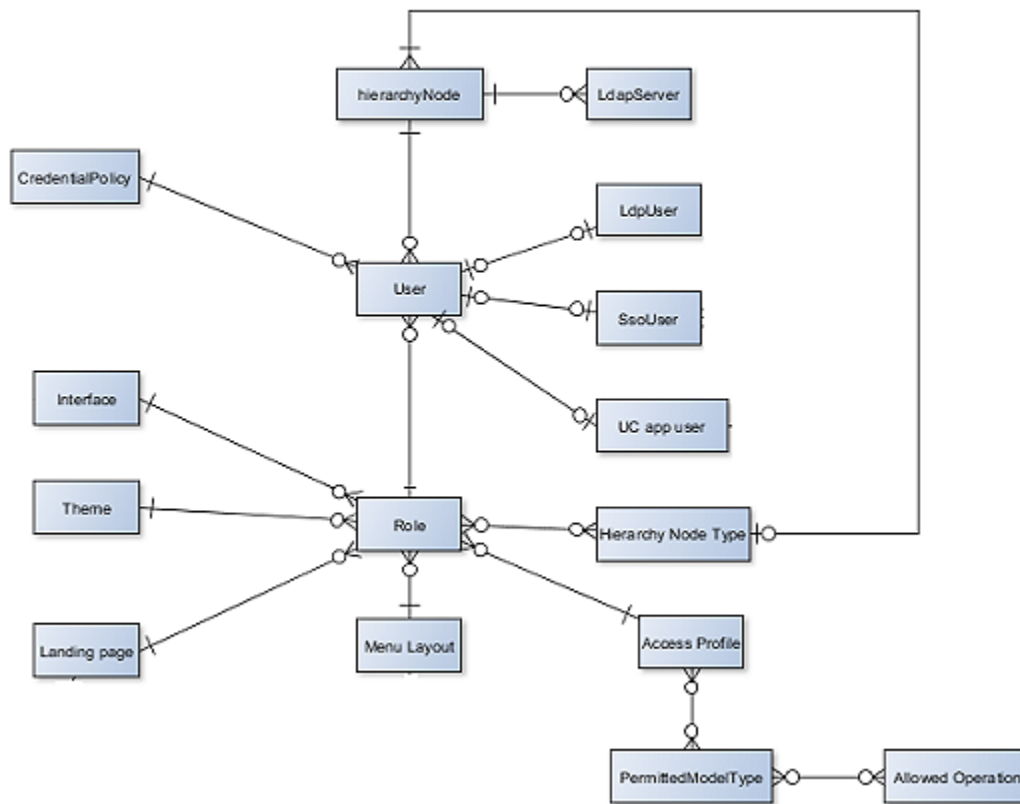 hierarchyNode
LdapServer
CredentialPolicy
LdpUser
User
SsoUser
Interface
UC app user
Theme
Role
Hierarchy Node Type
Landing page
Menu Layout
Access Profile
PermittedModelType
Allowed Operation